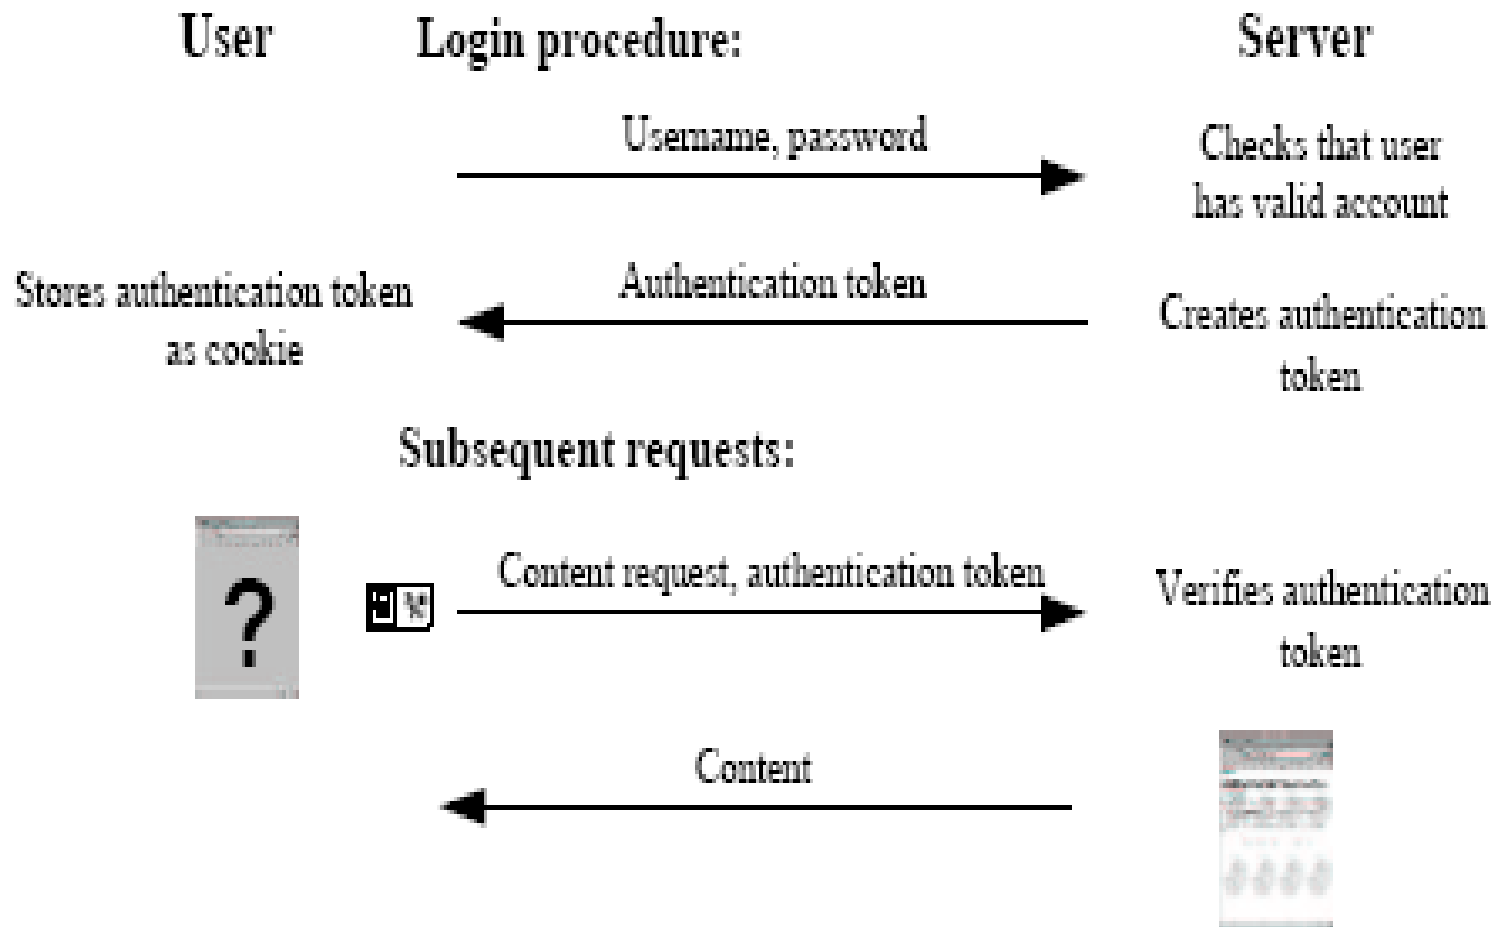 User
Login procedure:
Server
Username, password
Checks that user
has valid account
Authentication token
Stores authentication token
as cookie
Creates authentication
token
Subsequent requests:
?
Content request, authentication token
Verifies authentication
token
Content